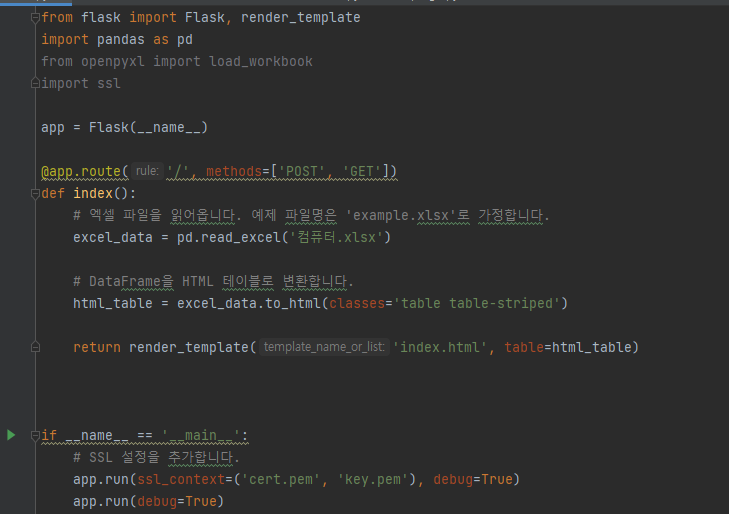 from flask import Flask, render_template
import pandas as pd
from openpyxl import load_workbook
import ssl
app = Flask(__name__)
@app.route( rule: '/', methods=['POST', 'GET'])
def index():
# 엑셀 파일을 읽어옵니다. 예제 파일명은 'example.xlsx'로 가정합니다.
excel_data = pd.read_excel('컴퓨터.xlsx')
# DataFrame을 HTML 테이블로 변환합니다.
html_table = excel_data.to_html(classes='table table-striped')
return render_template( template_name_or_list: 'index.html', table=html_table)
if __name__ == '__main__':
# SSL 설정을 추가합니다.
app.run(ssl_context=('cert.pem', 'key.pem'), debug=True)
app.run(debug=True)